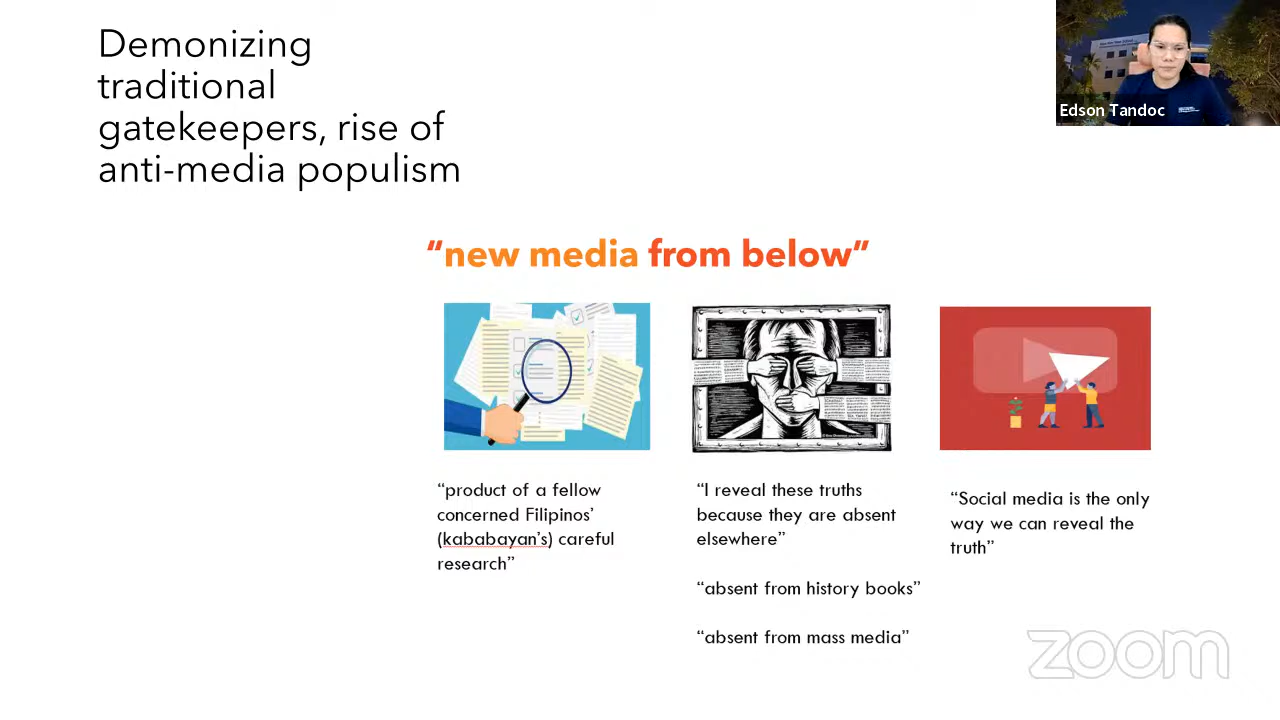 Demonizing
traditional
gatekeepers, rise of
anti-media populism
Edson Tandoc
“new media from below”
“product of a fellow
concerned Filipinos’
(kababayan’s) careful
research”
“I reveal these truths
because they are absent
elsewhere”
“absent from history books”
“absent from mass media”
“Social media is the only
way we can reveal the
truth”
zoom